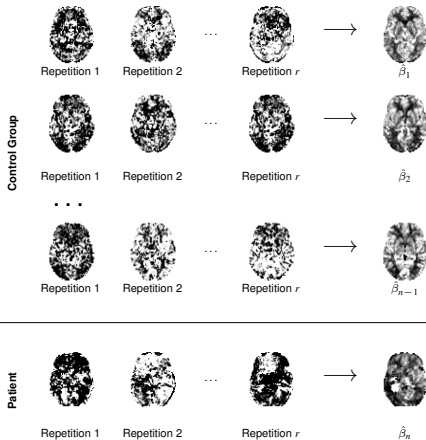 Control Group
... ⟶
Repetition 1 Repetition 2 Repetition r β̂₁
... ⟶
Repetition 1 Repetition 2 Repetition r β̂₂
...
... ⟶
Repetition 1 Repetition 2 Repetition r β̂ₙ₋₁
Patient
... ⟶
Repetition 1 Repetition 2 Repetition r β̂ₙ